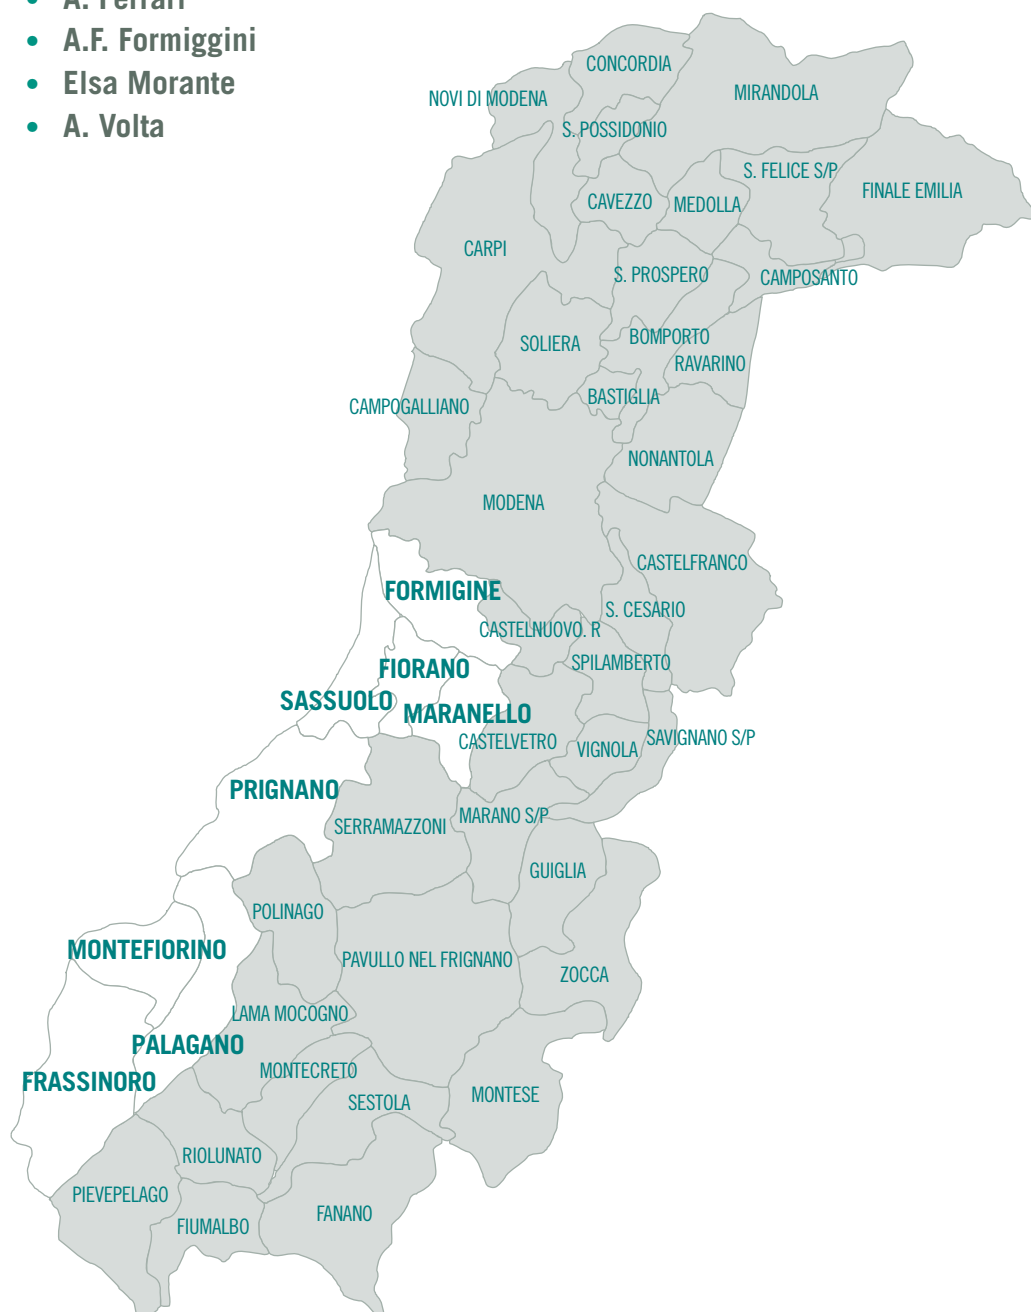 A. Ferrari
A.F. Formiggini
Elsa Morante
A. Volta
CONCORDIA
MIRANDOLA
NOVI DI MODENA
S. POSSIDONIO
S. FELICE S/P
FINALE EMILIA
CAVEZZO
MEDOLLA
CARPI
S. PROSPERO
CAMPOSANTO
SOLIERA
BOMPORTO
RAVARINO
BASTIGLIA
CAMPOGALLIANO
NONANTOLA
MODENA
CASTELFRANCO
FORMIGINE
S. CESARIO
CASTELNUOVO. R
SPILAMBERTO
FIORANO
SASSUOLO
MARANELLO
CASTELVETRO
VIGNOLA
SAVIGNANO S/P
PRIGNANO
MARANO S/P
SERRAMAZZONI
GUIGLIA
POLINAGO
MONTEFIORINO
PAVULLO NEL FRIGNANO
ZOCCA
LAMA MOCOGNO
PALAGANO
MONTECRETO
FRASSINORO
MONTESE
SESTOLA
RIOLUNATO
PIEVEPELAGO
FANANO
FIUMALBO